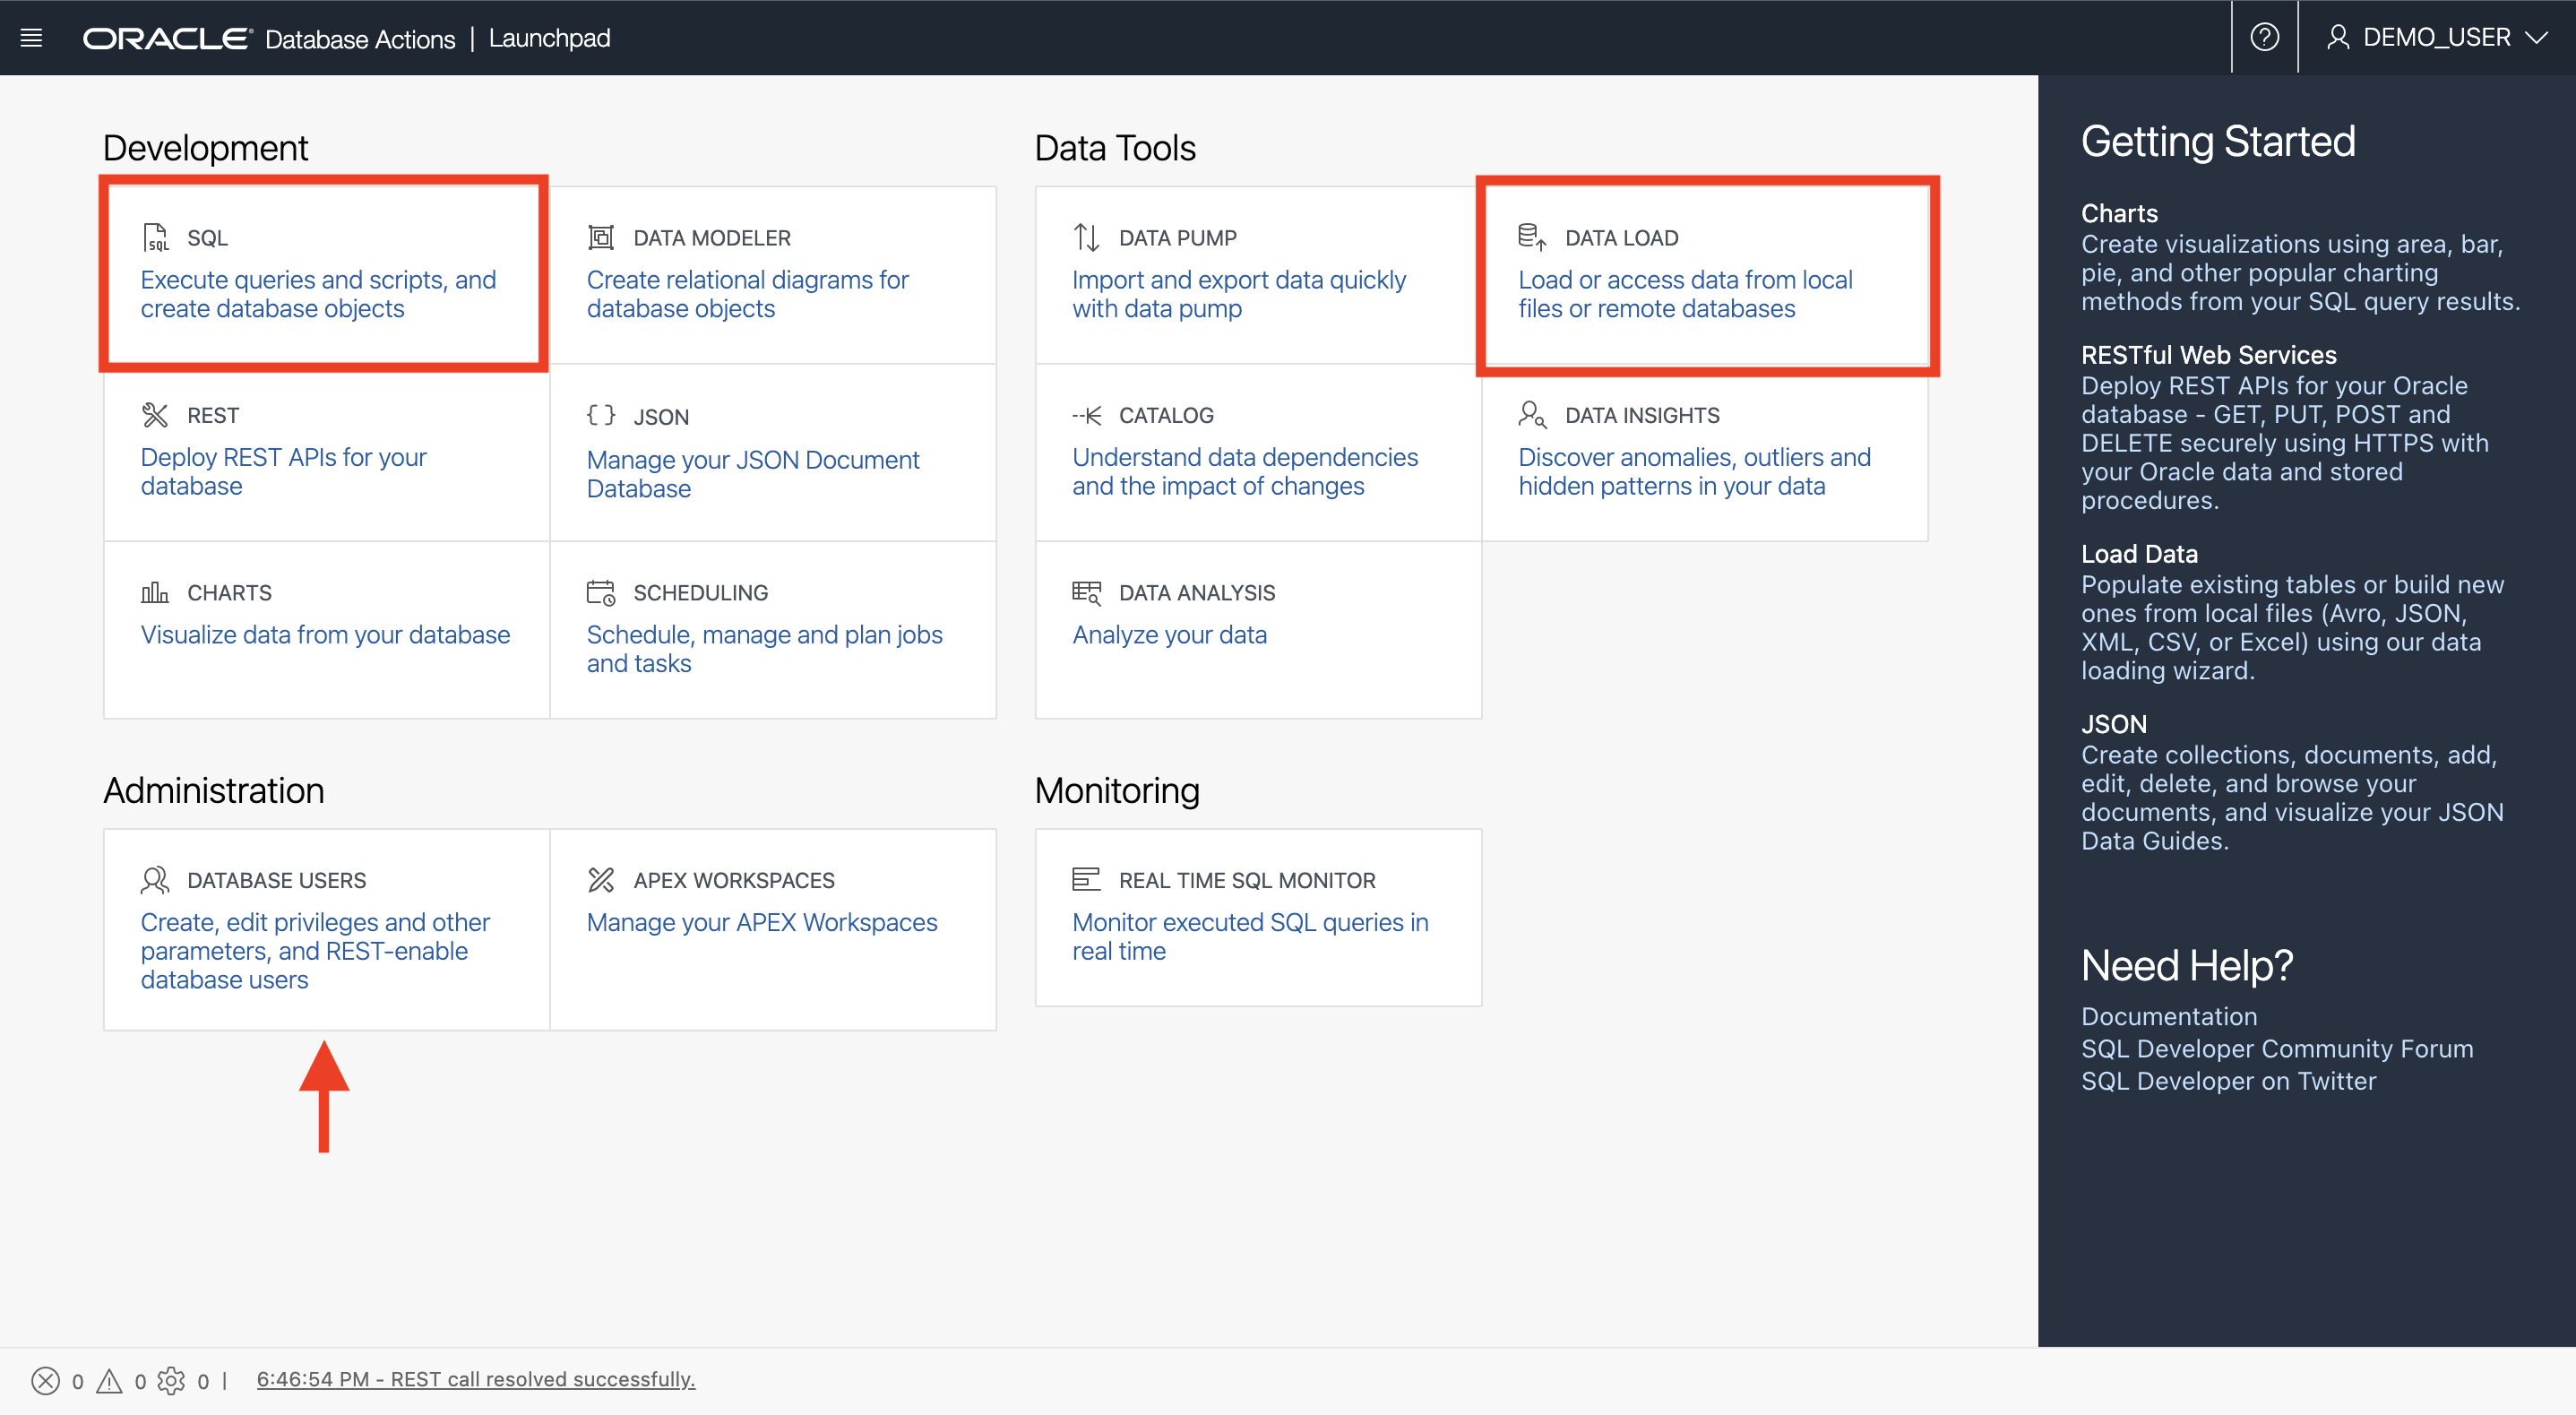 ORACLE Database Actions | Launchpad
DEMO_USER
Development
SQL
Execute queries and scripts, and
create database objects
DATA MODELER
Create relational diagrams for
database objects
REST
Deploy REST APIs for your
database
JSON
Manage your JSON Document
Database
CHARTS
Visualize data from your database
SCHEDULING
Schedule, manage and plan jobs
and tasks
Data Tools
DATA PUMP
Import and export data quickly
with data pump
DATA LOAD
Load or access data from local
files or remote databases
CATALOG
Understand data dependencies
and the impact of changes
DATA INSIGHTS
Discover anomalies, outliers and
hidden patterns in your data
DATA ANALYSIS
Analyze your data
Administration
DATABASE USERS
Create, edit privileges and other
parameters, and REST-enable
database users
APEX WORKSPACES
Manage your APEX Workspaces
Monitoring
REAL TIME SQL MONITOR
Monitor executed SQL queries in
real time
Getting Started
Charts
Create visualizations using area, bar,
pie, and other popular charting
methods from your SQL query results.
RESTful Web Services
Deploy REST APIs for your Oracle
database - GET, PUT, POST and
DELETE securely using HTTPS with
your Oracle data and stored
procedures.
Load Data
Populate existing tables or build new
ones from local files (Avro, JSON,
XML, CSV, or Excel) using our data
loading wizard.
JSON
Create collections, documents, add,
edit, delete, and browse your
documents, and visualize your JSON
Data Guides.
Need Help?
Documentation
SQL Developer Community Forum
SQL Developer on Twitter
0 0 0 | 6:46:54 PM - REST call resolved successfully.